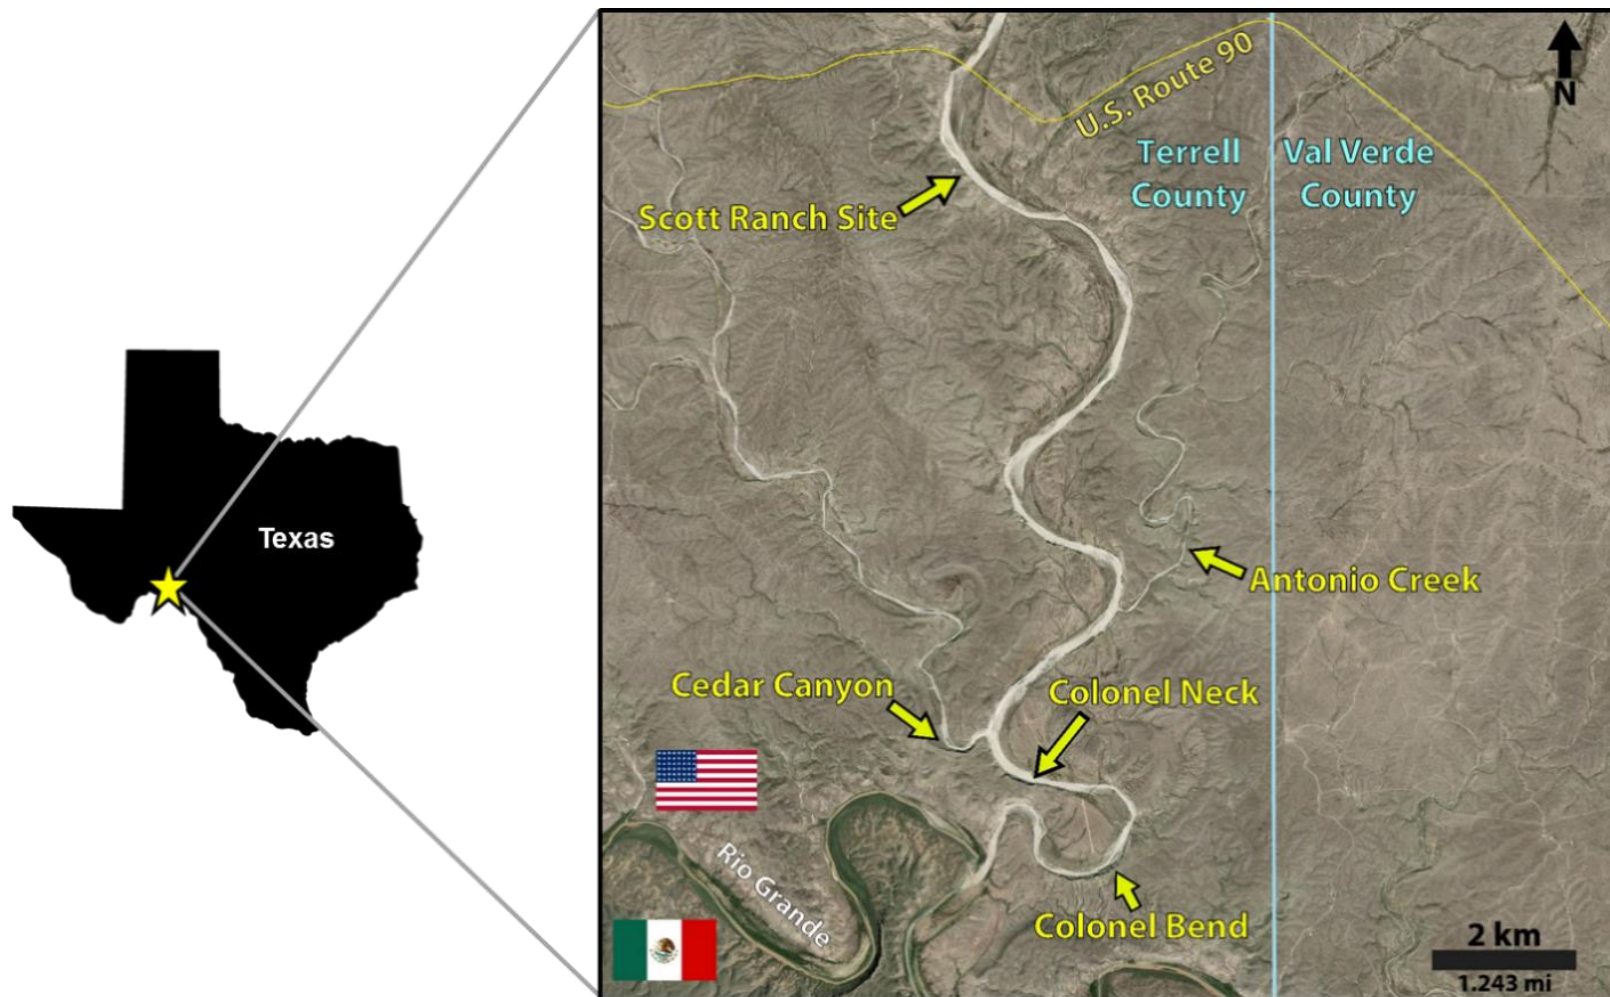 Texas
U.S. Route 90
N
Terrell
County
Val Verde
County
Scott Ranch Site
Antonio Creek
Cedar Canyon
Colonel Neck
Rio Grande
Colonel Bend
2 km
1.243 mi